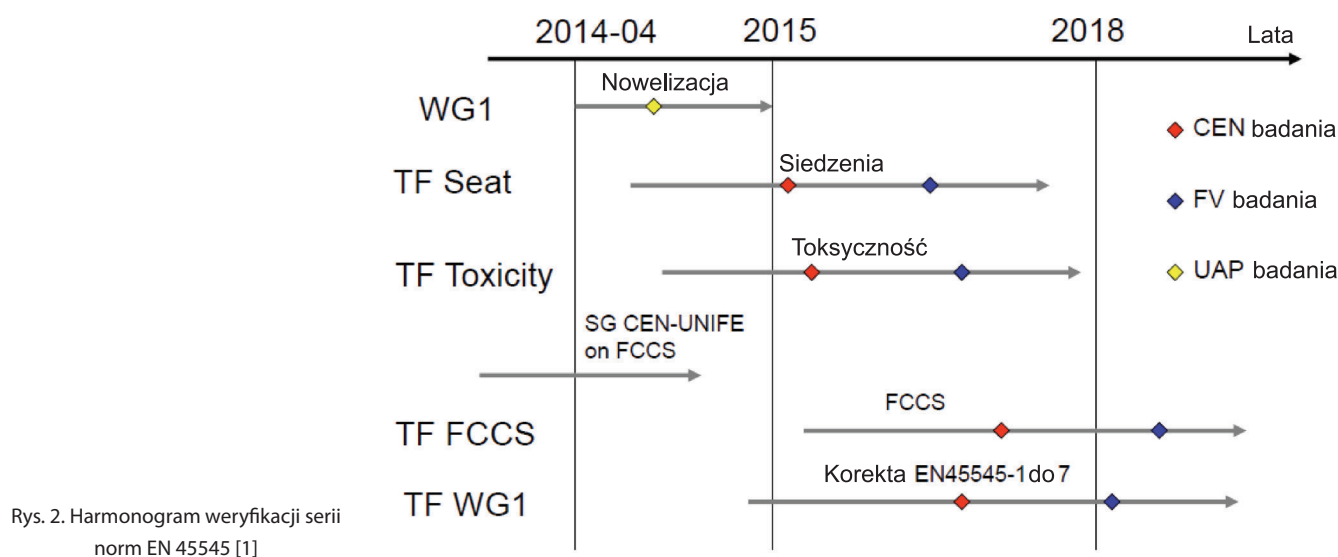 2014-04 2015 2018 Lata
WG1 Nowelizacja
CEN badania
TF Seat Siedzenia
FV badania
TF Toxicity Toksyczność
UAP badania
SG CEN-UNIFE
on FCCS
TF FCCS FCCS
TF WG1 Korekta EN45545-1do7
Rys. 2. Harmonogram weryfikacji serii
norm EN 45545 [1]